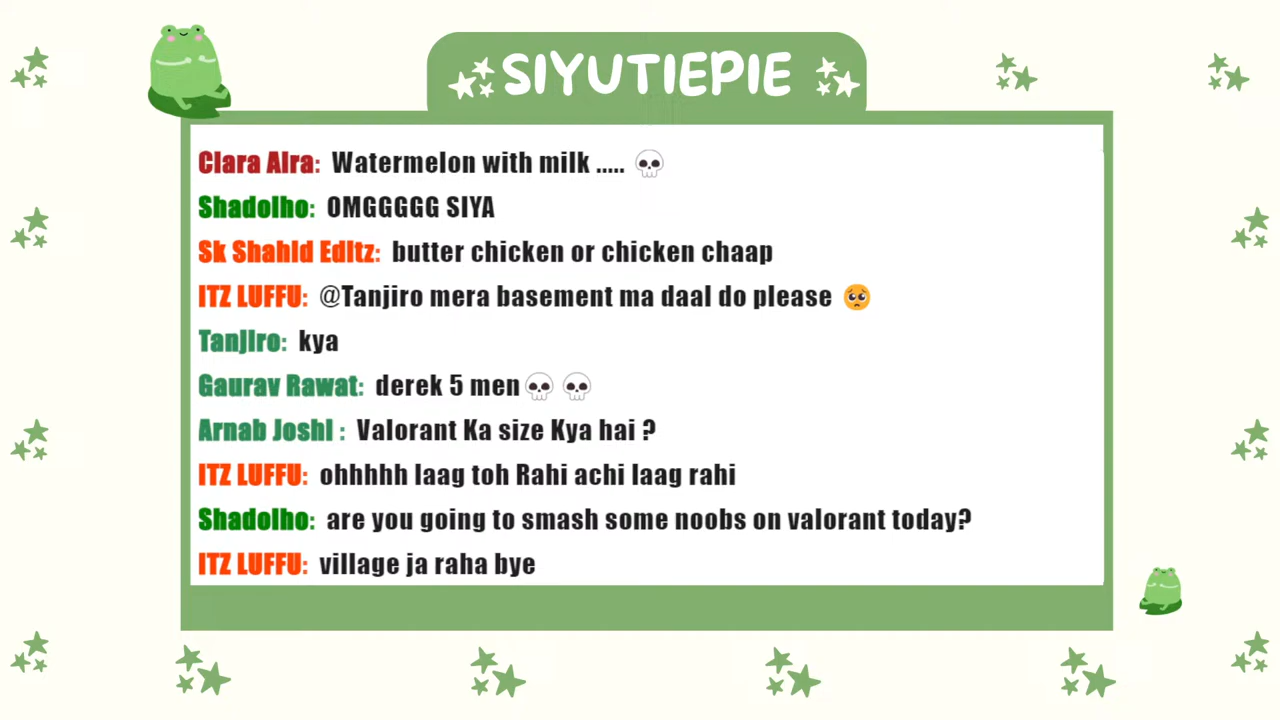 SIYUTIEPIE
Clara Aira: Watermelon with milk ..... 💀
Shadolho: OMGGGGG SIYA
Sk Shahid Editz: butter chicken or chicken chaap
ITZ LUFFU: @Tanjiro mera basement ma daal do please 🥺
Tanjiro: kya
Gaurav Rawat: derek 5 men💀 💀
Arnab Joshi : Valorant Ka size Kya hai ?
ITZ LUFFU: ohhhhh laag toh Rahi achi laag rahi
Shadolho: are you going to smash some noobs on valorant today?
ITZ LUFFU: village ja raha bye